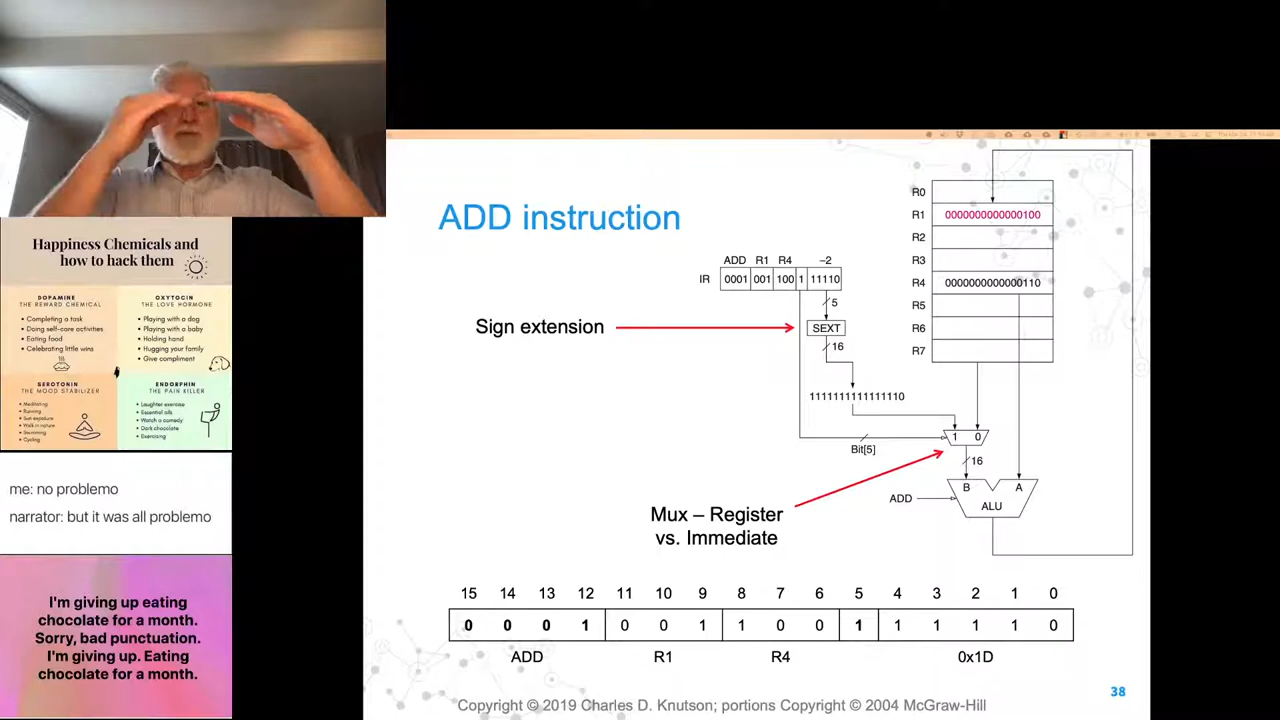 Happiness Chemicals and
how to hack them
DOPAMINE
THE REWARD CHEMICAL
• Completing a task
• Doing self-care activities
• Eating food
• Celebrating little wins
OXYTOCIN
THE LOVE HORMONE
• Playing with a dog
• Playing with a baby
• Holding hand
• Hugging your family
• Give compliment
SEROTONIN
THE MOOD STABILIZER
• Meditating
• Running
• Sun exposure
• Walk in nature
• Swimming
• Cycling
ENDORPHIN
THE PAIN KILLER
• Laughter exercise
• Essential oils
• Watch a comedy
• Dark chocolate
• Exercising
me: no problemo
narrator: but it was all problemo
I'm giving up eating
chocolate for a month.
Sorry, bad punctuation.
I'm giving up. Eating
chocolate for a month.
ADD instruction
ADD R1 R4 –2
IR 0001 001 100 1 11110
5
Sign extension
SEXT
16
1111111111111110
Bit[5]
1 0
16
B A
ADD
ALU
R0
R1 0000000000000100
R2
R3
R4 0000000000000110
R5
R6
R7
Mux – Register
vs. Immediate
15 14 13 12 11 10 9 8 7 6 5 4 3 2 1 0
0 0 0 1 0 0 1 1 0 0 1 1 1 1 1 0
ADD R1 R4 0x1D
38
Copyright © 2019 Charles D. Knutson; portions Copyright © 2004 McGraw-Hill